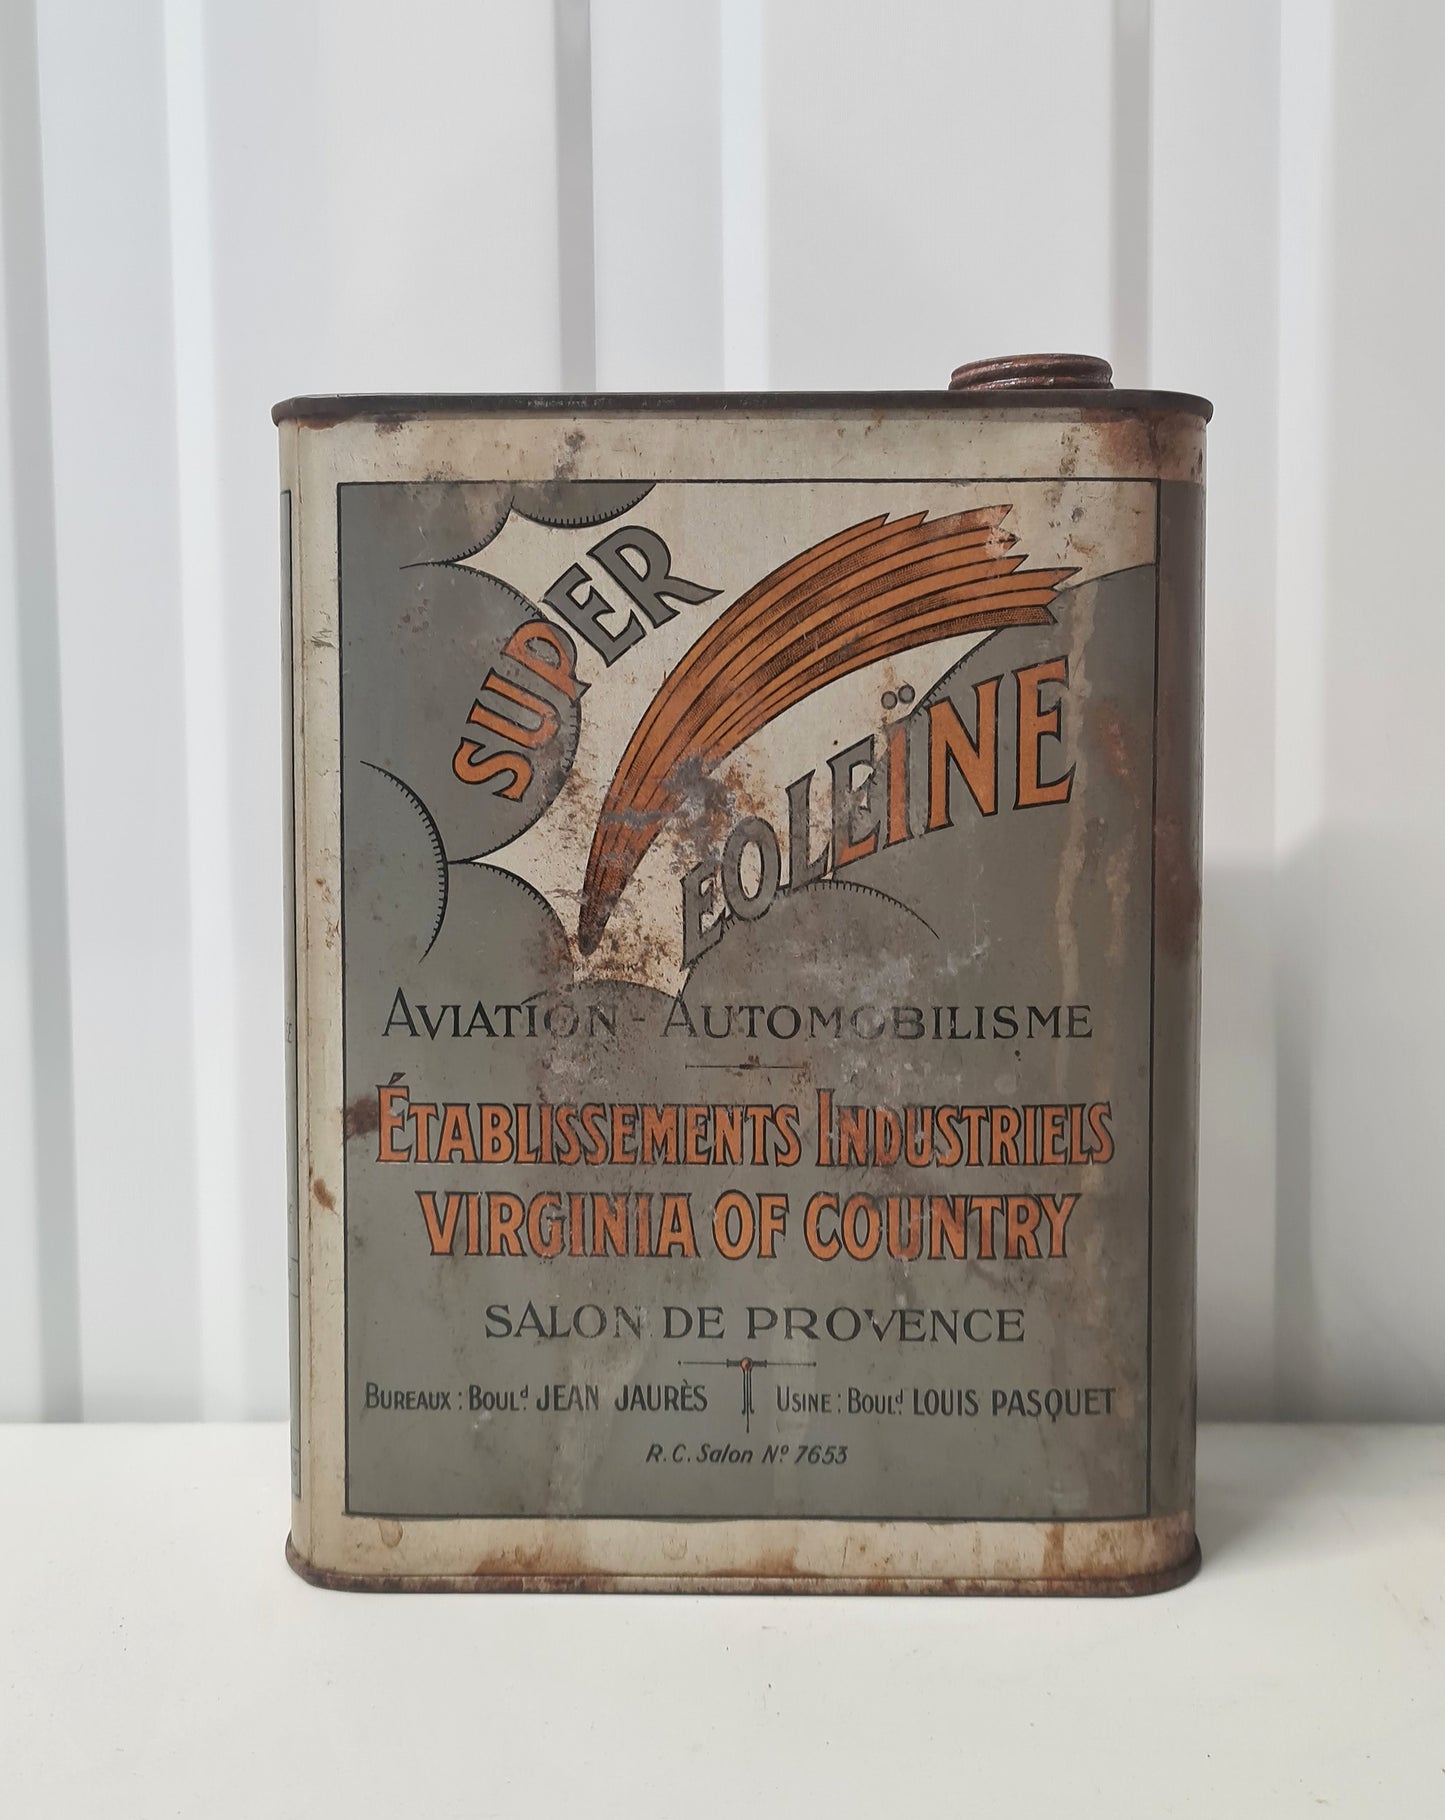 SUPER
EOLEÏNE
AVIATION - AUTOMOBILISME
ÉTABLISSEMENTS INDUSTRIELS
VIRGINIA OF COUNTRY
SALON DE PROVENCE
BUREAUX : BOULD. JEAN JAURÈS
USINE : BOULD. LOUIS PASQUET
R.C. Salon Nº 7653